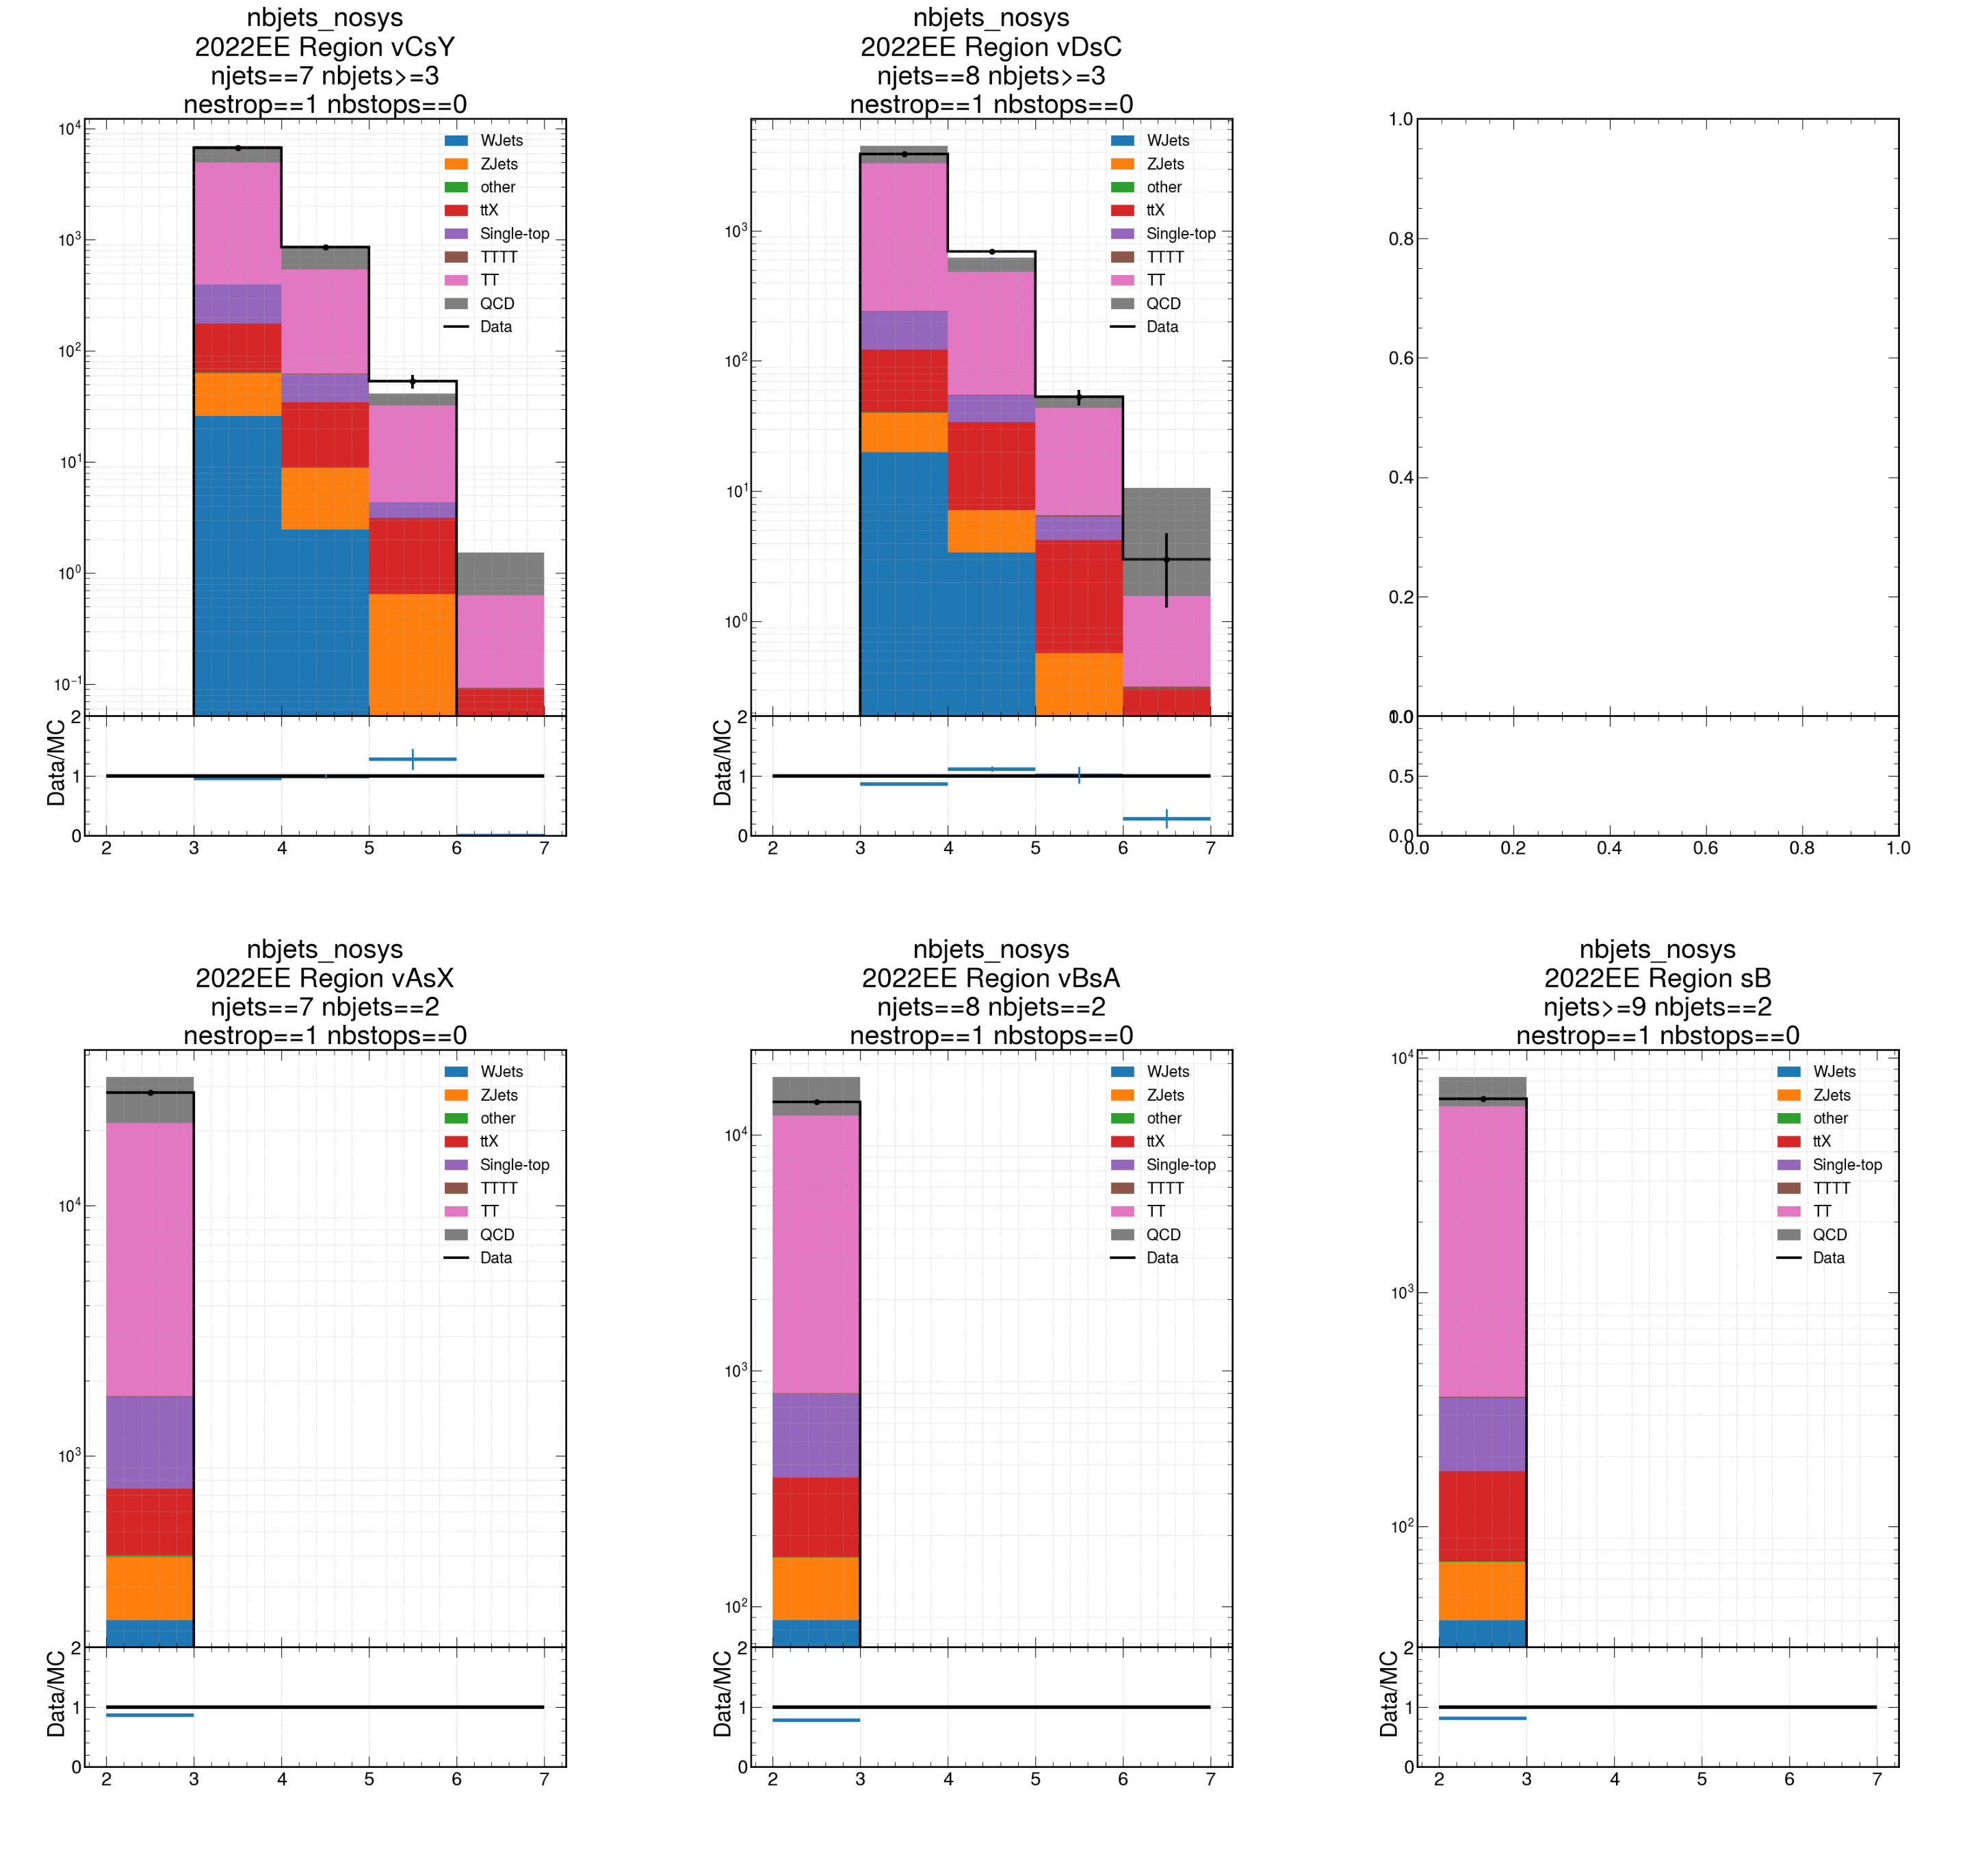 nbjets_nosys
2022EE Region vCsY
njets==7 nbjets>=3
nestrop==1 nbstops==0
10^4
10^3
10^2
10^1
10^0
10^-1
WJets
ZJets
other
ttX
Single-top
TTTT
TT
QCD
Data
Data/MC
2
1
0
2 3 4 5 6 7
nbjets_nosys
2022EE Region vDsC
njets==8 nbjets>=3
nestrop==1 nbstops==0
10^3
10^2
10^1
10^0
WJets
ZJets
other
ttX
Single-top
TTTT
TT
QCD
Data
Data/MC
2
1
0
2 3 4 5 6 7
1.0
0.8
0.6
0.4
0.2
0.0
1.0
0.5
0.0
0.0 0.2 0.4 0.6 0.8 1.0
nbjets_nosys
2022EE Region vAsX
njets==7 nbjets==2
nestrop==1 nbstops==0
10^4
10^3
WJets
ZJets
other
ttX
Single-top
TTTT
TT
QCD
Data
Data/MC
2
1
0
2 3 4 5 6 7
nbjets_nosys
2022EE Region vBsA
njets==8 nbjets==2
nestrop==1 nbstops==0
10^4
10^3
10^2
WJets
ZJets
other
ttX
Single-top
TTTT
TT
QCD
Data
Data/MC
2
1
0
2 3 4 5 6 7
nbjets_nosys
2022EE Region sB
njets>=9 nbjets==2
nestrop==1 nbstops==0
10^4
10^3
10^2
WJets
ZJets
other
ttX
Single-top
TTTT
TT
QCD
Data
Data/MC
2
1
0
2 3 4 5 6 7